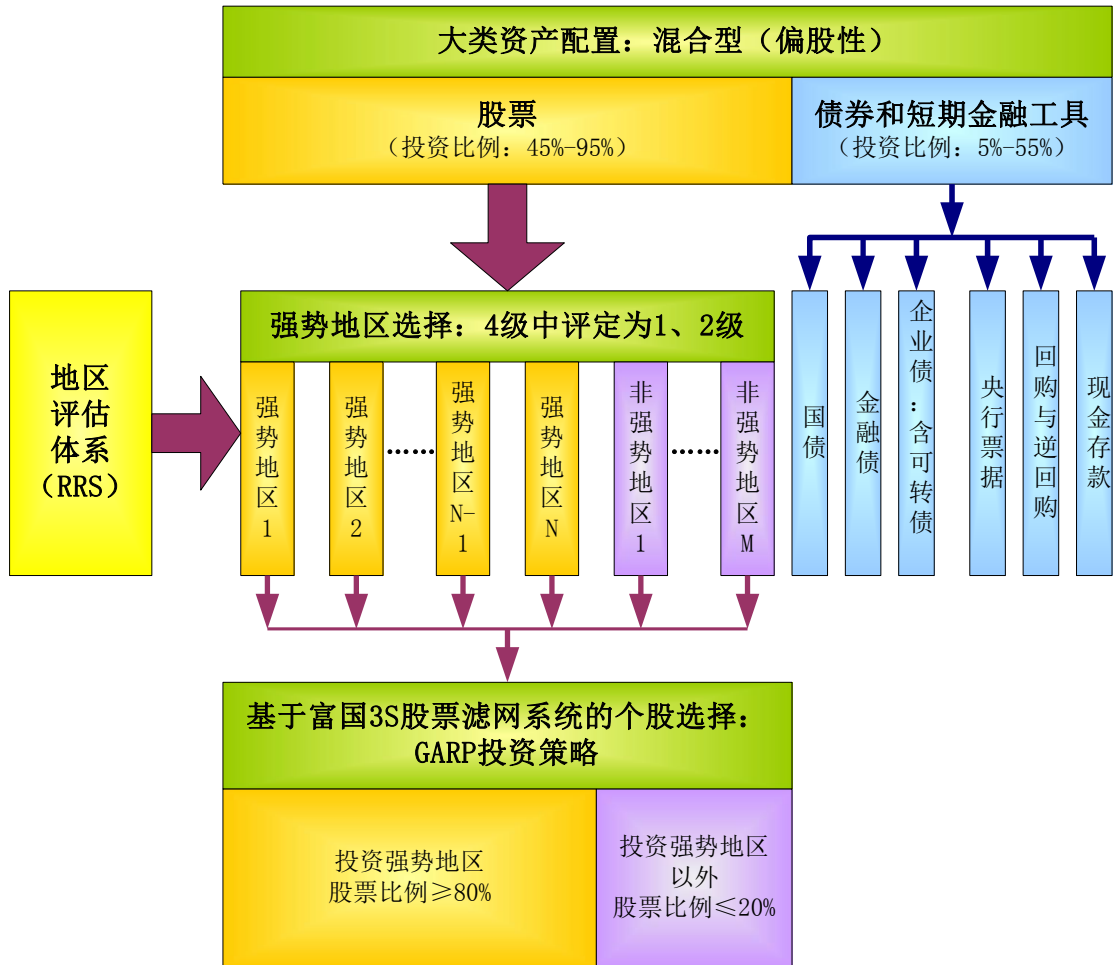 大类资产配置：混合型（偏股性）
股票
（投资比例：45%-95%）
债券和短期金融工具
（投资比例：5%-55%）
地区
评估
体系
（RRS）
强势地区选择：4级中评定为1、2级
强势地区1
强势地区2
……
强势地区N-1
强势地区N
非强势地区1
……
非强势地区M
国债
金融债
企业债：含可转债
央行票据
回购与逆回购
现金存款
基于富国3S股票滤网系统的个股选择：
GARP投资策略
投资强势地区
股票比例≥80%
投资强势地区
以外
股票比例≤20%